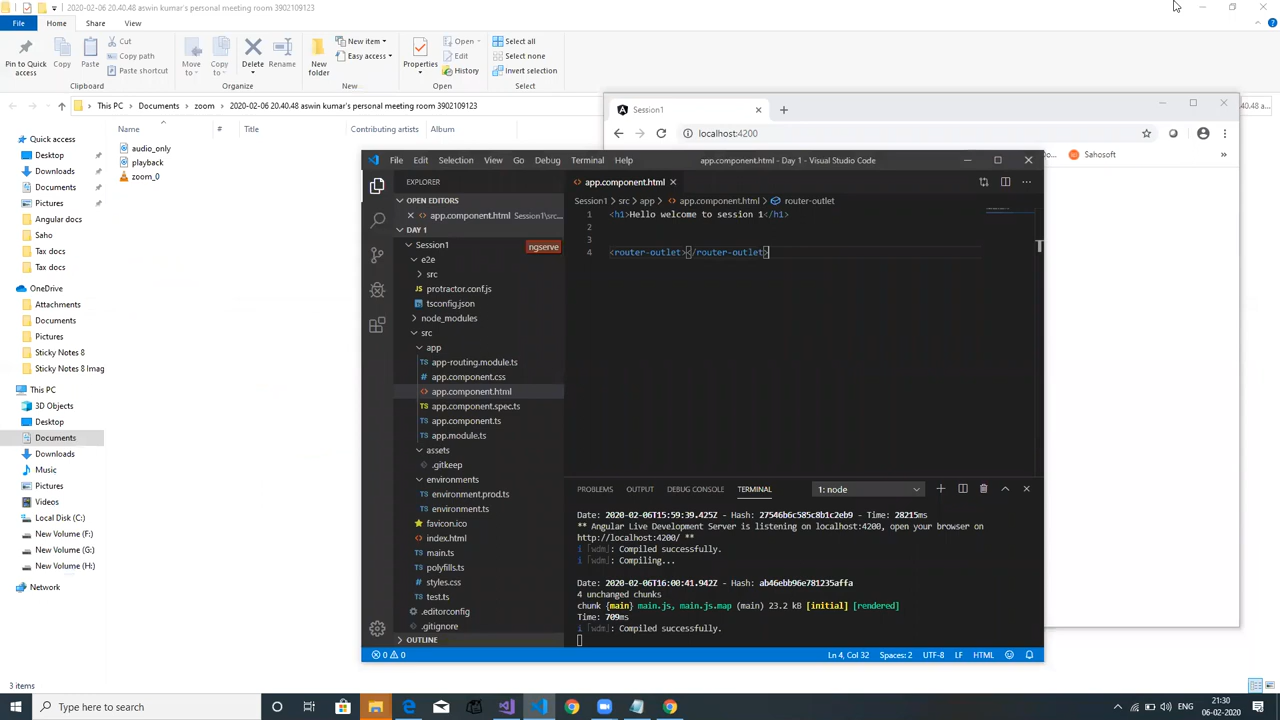 2020-02-06 20.40.48 aswin kumar's personal meeting room 3902109123
File
Home
Share
View
Pin to Quick access
Copy
Paste
Cut
Copy path
Paste shortcut
Clipboard
Move to
Copy to
Delete
Rename
Organize
New folder
New item
Easy access
New
Properties
Open
Edit
History
Open
Select all
Select none
Invert selection
Select
This PC
Documents
zoom
2020-02-06 20.40.48 aswin kumar's personal meeting room 3902109123
Name
#
Title
Contributing artists
Album
audio_only
playback
zoom_0
Quick access
Desktop
Downloads
Documents
Pictures
Angular docs
Saho
Tax docs
Tax docs
OneDrive
Attachments
Documents
Pictures
Sticky Notes 8
Sticky Notes 8 Imag
This PC
3D Objects
Desktop
Documents
Downloads
Music
Pictures
Videos
Local Disk (C:)
New Volume (F:)
New Volume (G:)
New Volume (H:)
Network
3 items
Session1
localhost:4200
Sahosoft
File Edit Selection View Go Debug Terminal Help
app.component.html - Day 1 - Visual Studio Code
EXPLORER
OPEN EDITORS
app.component.html Session1\src...
DAY 1
Session1
ngserve
e2e
src
protractor.conf.js
tsconfig.json
node_modules
src
app
app-routing.module.ts
app.component.css
app.component.html
app.component.spec.ts
app.component.ts
app.module.ts
assets
.gitkeep
environments
environment.prod.ts
environment.ts
favicon.ico
index.html
main.ts
polyfills.ts
styles.css
test.ts
.editorconfig
.gitignore
OUTLINE
app.component.html
Session1 > src > app > app.component.html > router-outlet
1 <h1>Hello welcome to session 1</h1>
2
3
4 <router-outlet></router-outlet>
PROBLEMS OUTPUT DEBUG CONSOLE TERMINAL
1: node
Date: 2020-02-06T15:59:39.425Z - Hash: 27546b6c585c8b1c2eb9 - Time: 28215ms
** Angular Live Development Server is listening on localhost:4200, open your browser on
http://localhost:4200/ **
i ｢wdm｣: Compiled successfully.
i ｢wdm｣: Compiling...
Date: 2020-02-06T16:00:41.942Z - Hash: ab46ebb96e781235affa
4 unchanged chunks
chunk {main} main.js, main.js.map (main) 23.2 kB [initial] [rendered]
Time: 709ms
i ｢wdm｣: Compiled successfully.
0 0
Ln 4, Col 32
Spaces: 2
UTF-8
LF
HTML
Type here to search
ENG
21:30
06-02-2020